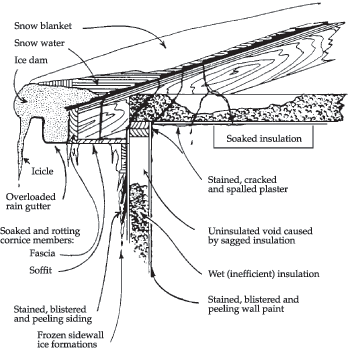 Snow blanket
Snow water
Ice dam
Soaked insulation
Icicle
Stained, cracked
and spalled plaster
Overloaded
rain gutter
Soaked and rotting
cornice members:
Fascia
Soffit
Uninsulated void caused
by sagged insulation
Wet (inefficient) insulation
Stained, blistered and
peeling wall paint
Stained, blistered
and peeling siding
Frozen sidewall
ice formations